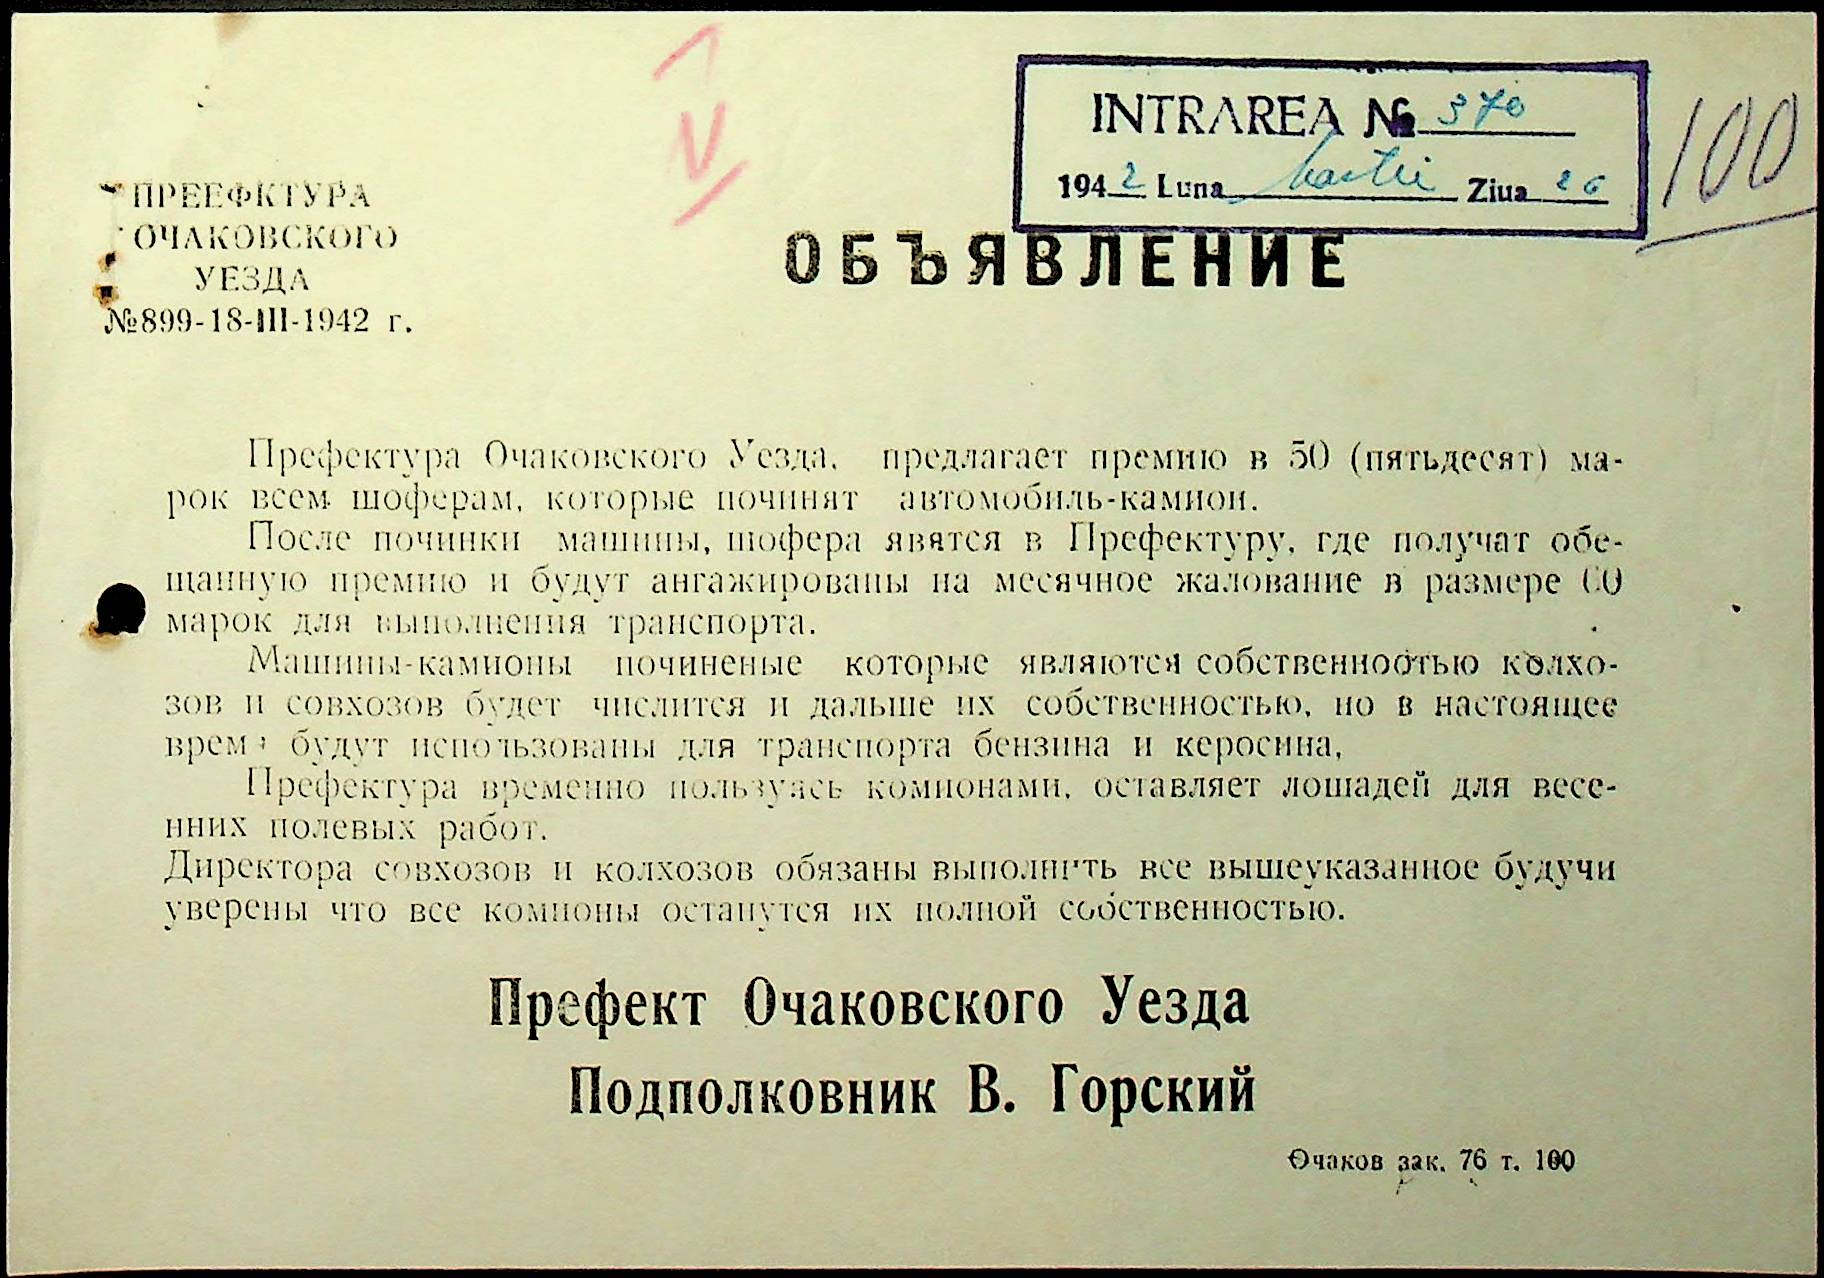 INTRAREA № 370
1942 Luna Martie Ziua 26
100
V
ПРЕЕФКТУРА
ОЧАКОВСКОГО
УЕЗДА
№899-18-III-1942 г.
ОБЪЯВЛЕНИЕ
Префектура Очаковского Уезда, предлагает премию в 50 (пятьдесят) ма-
рок всем шоферам, которые починят автомобиль-камион.
После починки машины, шофера явятся в Префектуру, где получат обе-
щанную премию и будут ангажированы на месячное жалование в размере
марок для выполнения транспорта.
Машины-камионы починеные которые являются собственностью колхо-
зов и совхозов будет числится и дальше их собственностью, но в настоящее
врем будут использованы для транспорта бензина и керосина,
Префектура временно пользуясь комионами, оставляет лошадей для весе-
нних полевых работ.
Директора совхозов и колхозов обязаны выполнить все вышеуказанное будучи
уверены что все комионы останутся их полной собственностью.
Префект Очаковского Уезда
Подполковник В. Горский
Очаков зак. 76 т. 100